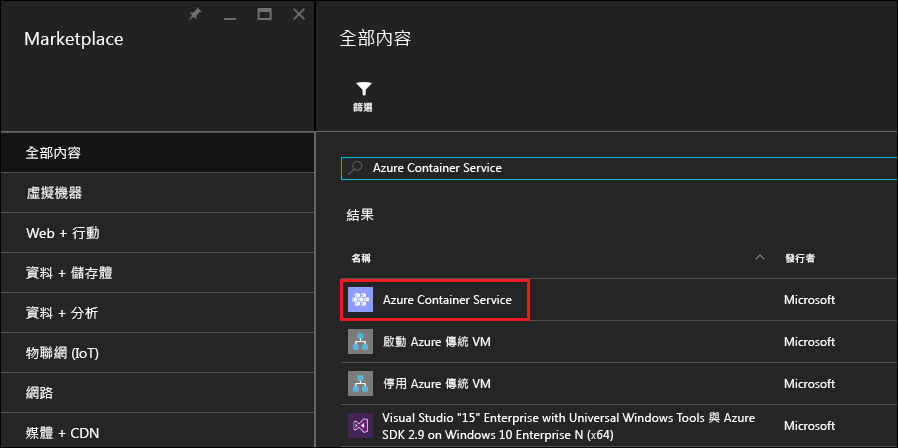 Marketplace
全部內容
虛擬機器
Web + 行動
資料 + 儲存體
資料 + 分析
物聯網 (IoT)
網路
媒體 + CDN
全部內容
篩選
Azure Container Service
結果
名稱 發行者
Azure Container Service Microsoft
啟動 Azure 傳統 VM Microsoft
停用 Azure 傳統 VM Microsoft
Visual Studio "15" Enterprise with Universal Windows Tools 與 Azure Microsoft
SDK 2.9 on Windows 10 Enterprise N (x64)